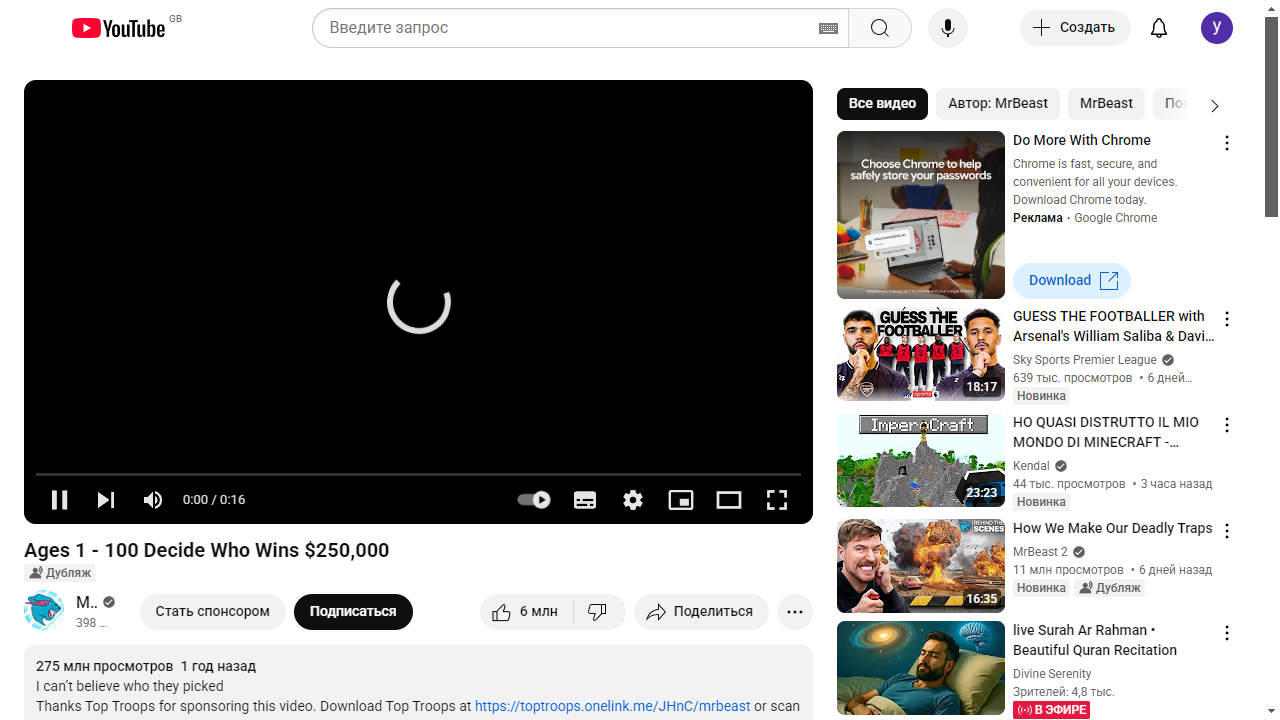 YouTube GB
Введите запрос
Создать
y
Все видео
Автор: MrBeast
MrBeast
Choose Chrome to help
safely store your passwords
Do More With Chrome
Chrome is fast, secure, and
convenient for all your devices.
Download Chrome today.
Реклама · Google Chrome
Download
GUESS THE
FOOTBALLER
sky sports
18:17
GUESS THE FOOTBALLER with
Arsenal's William Saliba & Davi...
Sky Sports Premier League
639 тыс. просмотров • 6 дней...
Новинка
ImperoCraft
23:23
HO QUASI DISTRUTTO IL MIO
MONDO DI MINECRAFT -...
Kendal
44 тыс. просмотров • 3 часа назад
Новинка
BEHIND THE
SCENES
16:35
How We Make Our Deadly Traps
MrBeast 2
11 млн просмотров • 6 дней назад
Новинка
Дубляж
live Surah Ar Rahman •
Beautiful Quran Recitation
Divine Serenity
Зрителей: 4,8 тыс.
В ЭФИРЕ
0:00 / 0:16
Ages 1 - 100 Decide Who Wins $250,000
Дубляж
M..
398 ...
Стать спонсором
Подписаться
6 млн
Поделиться
275 млн просмотров 1 год назад
I can't believe who they picked
Thanks Top Troops for sponsoring this video. Download Top Troops at https://toptroops.onelink.me/JHnC/mrbeast or scan